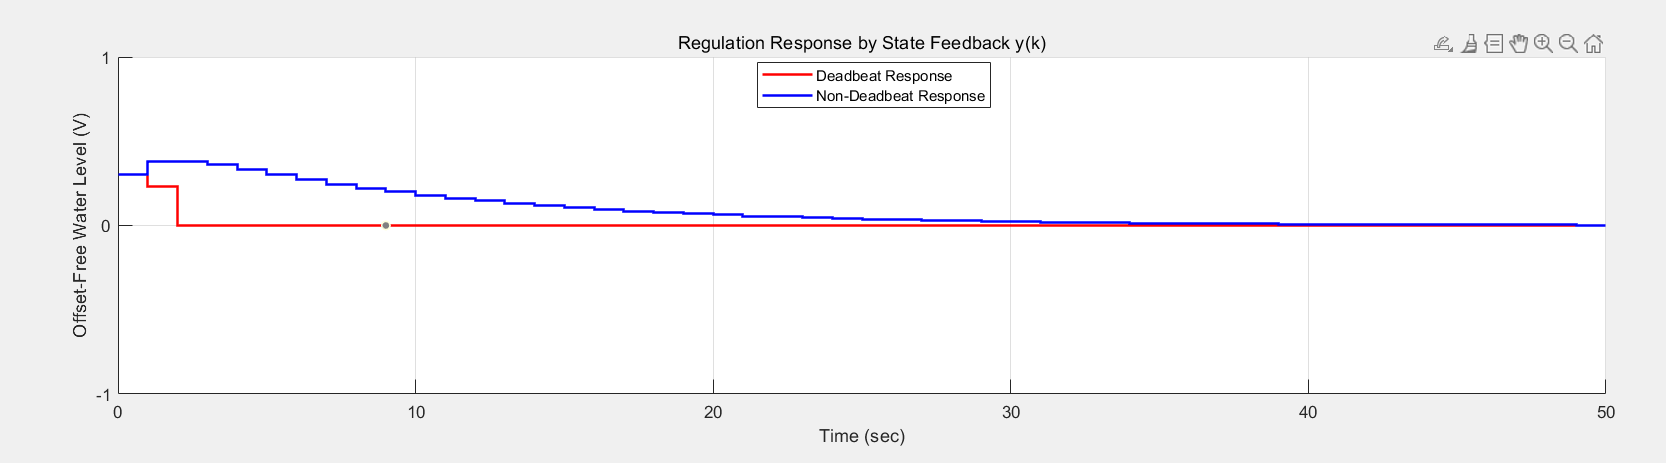 Regulation Response by State Feedback y(k)
Deadbeat Response
Non-Deadbeat Response
Offset-Free Water Level (V)
1
0
-1
0 10 20 30 40 50
Time (sec)